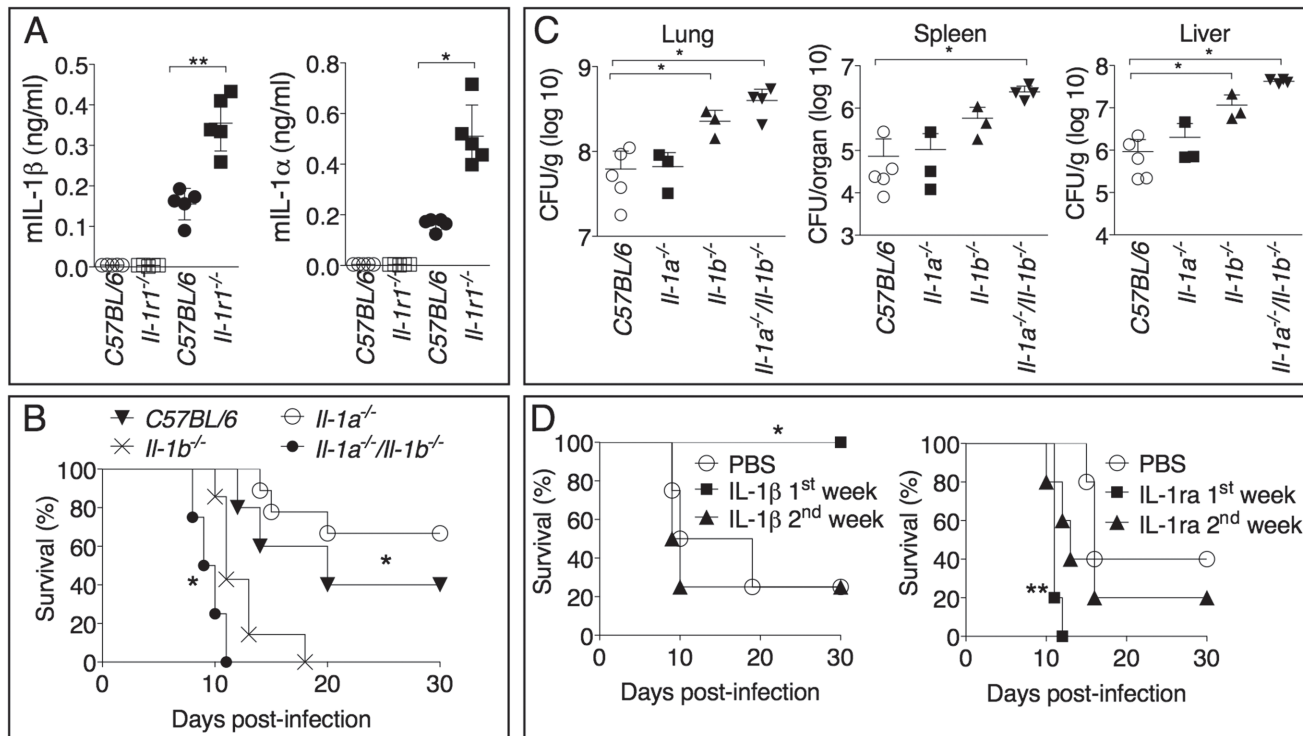 A
mIL-1β (ng/ml)
0.5
0.4
0.3
0.2
0.1
0.0
**
C57BL/6
Il-1r1-/-
C57BL/6
Il-1r1-/-
mIL-1α (ng/ml)
0.8
0.6
0.4
0.2
0.0
*
C57BL/6
Il-1r1-/-
C57BL/6
Il-1r1-/-
C
Lung
CFU/g (log 10)
9
8
7
*
*
C57BL/6
Il-1a-/-
Il-1b-/-
Il-1a-/-/Il-1b-/-
Spleen
CFU/organ (log 10)
7
6
5
4
3
*
C57BL/6
Il-1a-/-
Il-1b-/-
Il-1a-/-/Il-1b-/-
Liver
CFU/g (log 10)
8
7
6
5
4
*
*
C57BL/6
Il-1a-/-
Il-1b-/-
Il-1a-/-/Il-1b-/-
B
C57BL/6 Il-1a-/-
Il-1b-/- Il-1a-/-/Il-1b-/-
Survival (%)
100
80
60
40
20
0
*
*
0 10 20 30
Days post-infection
D
Survival (%)
100
80
60
40
20
0
*
PBS
IL-1β 1st week
IL-1β 2nd week
0 10 20 30
Days post-infection
Survival (%)
100
80
60
40
20
0
PBS
IL-1ra 1st week
IL-1ra 2nd week
**
0 10 20 30
Days post-infection